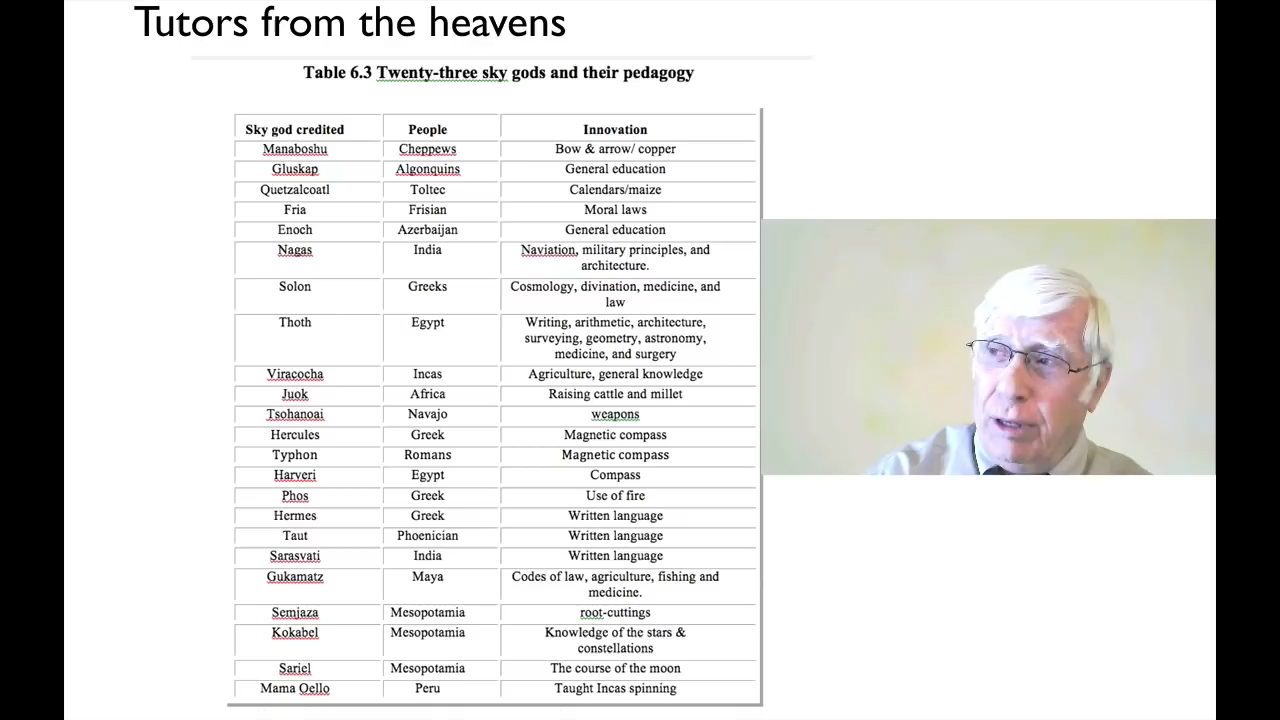 Tutors from the heavens
Table 6.3 Twenty-three sky gods and their pedagogy
Sky god credited People Innovation
Manaboshu Cheppews Bow & arrow/ copper
Gluskap Algonquins General education
Quetzalcoatl Toltec Calendars/maize
Fria Frisian Moral laws
Enoch Azerbaijan General education
Nagas India Naviation, military principles, and
architecture.
Solon Greeks Cosmology, divination, medicine, and
law
Thoth Egypt Writing, arithmetic, architecture,
surveying, geometry, astronomy,
medicine, and surgery
Viracocha Incas Agriculture, general knowledge
Juok Africa Raising cattle and millet
Tsohanoai Navajo weapons
Hercules Greek Magnetic compass
Typhon Romans Magnetic compass
Harveri Egypt Compass
Phos Greek Use of fire
Hermes Greek Written language
Taut Phoenician Written language
Sarasvati India Written language
Gukamatz Maya Codes of law, agriculture, fishing and
medicine.
Semjaza Mesopotamia root-cuttings
Kokabel Mesopotamia Knowledge of the stars &
constellations
Sariel Mesopotamia The course of the moon
Mama Oello Peru Taught Incas spinning